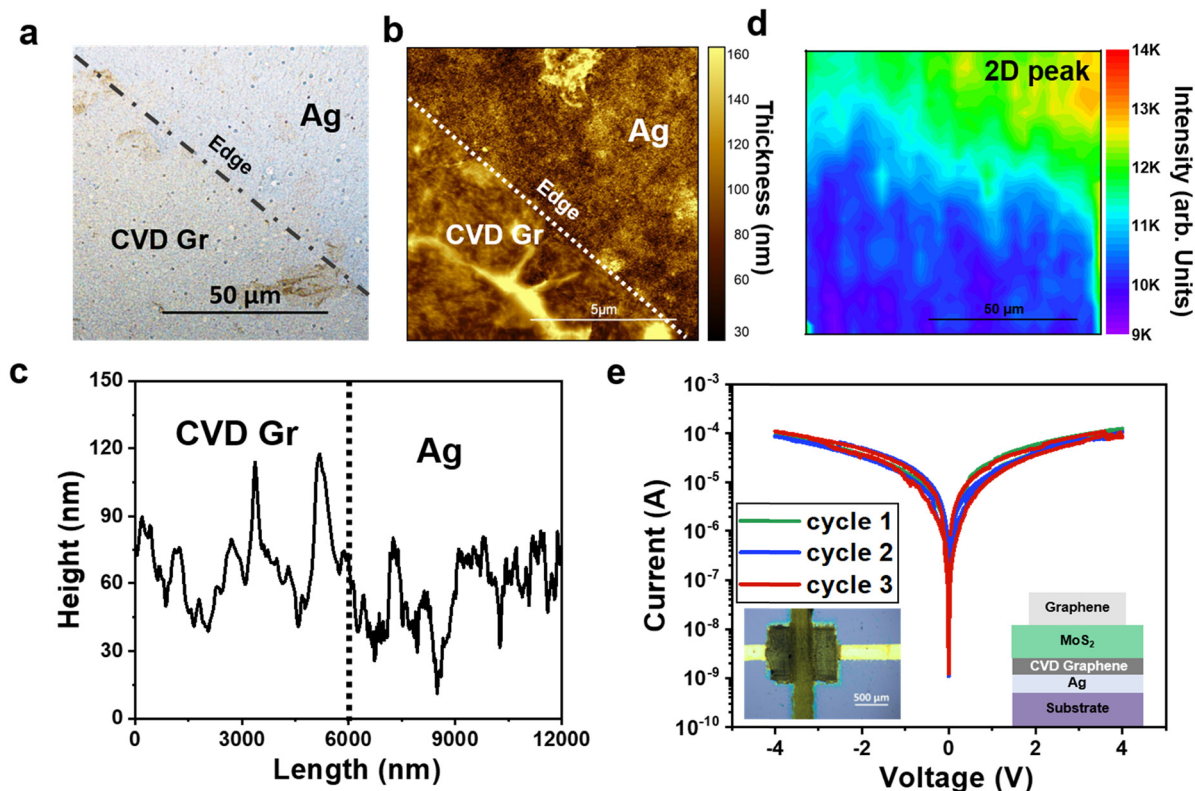 a
Ag
Edge
CVD Gr
50 µm
b
Ag
Edge
CVD Gr
5µm
160
140
120
100
80
60
30
Thickness (nm)
d
2D peak
50 µm
14K
13K
12K
11K
10K
9K
Intensity (arb. Units)
c
CVD Gr
Ag
150
120
90
60
30
0
Height (nm)
0 3000 6000 9000 12000
Length (nm)
e
10⁻³
10⁻⁴
10⁻⁵
10⁻⁶
10⁻⁷
10⁻⁸
10⁻⁹
10⁻¹⁰
Current (A)
cycle 1
cycle 2
cycle 3
500 µm
Graphene
MoS₂
CVD Graphene
Ag
Substrate
-4 -2 0 2 4
Voltage (V)